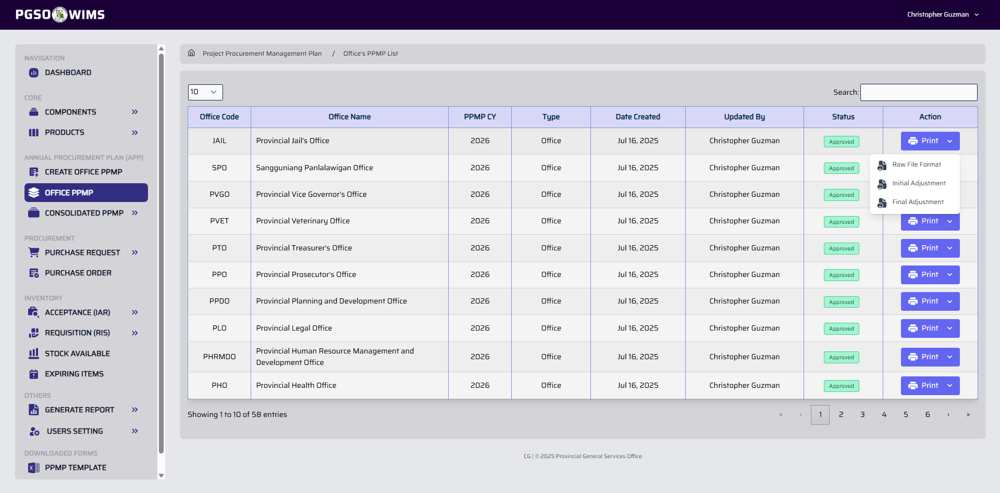 PGSO WIMS
Christopher Guzman
NAVIGATION
DASHBOARD
CORE
COMPONENTS
PRODUCTS
ANNUAL PROCUREMENT PLAN (APP)
CREATE OFFICE PPMP
OFFICE PPMP
CONSOLIDATED PPMP
PROCUREMENT
PURCHASE REQUEST
PURCHASE ORDER
INVENTORY
ACCEPTANCE (IAR)
REQUISITION (RIS)
STOCK AVAILABLE
EXPIRING ITEMS
OTHERS
GENERATE REPORT
USERS SETTING
DOWNLOADED FORMS
PPMP TEMPLATE
Project Procurement Management Plan / Office's PPMP List
10
Search:
Office Code Office Name PPMP CY Type Date Created Updated By Status Action
JAIL Provincial Jail's Office 2026 Office Jul 16, 2025 Christopher Guzman Approved Print
Raw File Format
Initial Adjustment
Final Adjustment
SPO Sangguniang Panlalawigan Office 2026 Office Jul 16, 2025 Christopher Guzman Approved
PVGO Provincial Vice Governor's Office 2026 Office Jul 16, 2025 Christopher Guzman Approved
PVET Provincial Veterinary Office 2026 Office Jul 16, 2025 Christopher Guzman Approved Print
PTO Provincial Treasurer's Office 2026 Office Jul 16, 2025 Christopher Guzman Approved Print
PPO Provincial Prosecutor's Office 2026 Office Jul 16, 2025 Christopher Guzman Approved Print
PPDO Provincial Planning and Development Office 2026 Office Jul 16, 2025 Christopher Guzman Approved Print
PLO Provincial Legal Office 2026 Office Jul 16, 2025 Christopher Guzman Approved Print
PHRMDO Provincial Human Resource Management and
Development Office 2026 Office Jul 16, 2025 Christopher Guzman Approved Print
PHO Provincial Health Office 2026 Office Jul 16, 2025 Christopher Guzman Approved Print
Showing 1 to 10 of 58 entries
« ‹ 1 2 3 4 5 6 › »
CG | © 2025 Provincial General Services Office